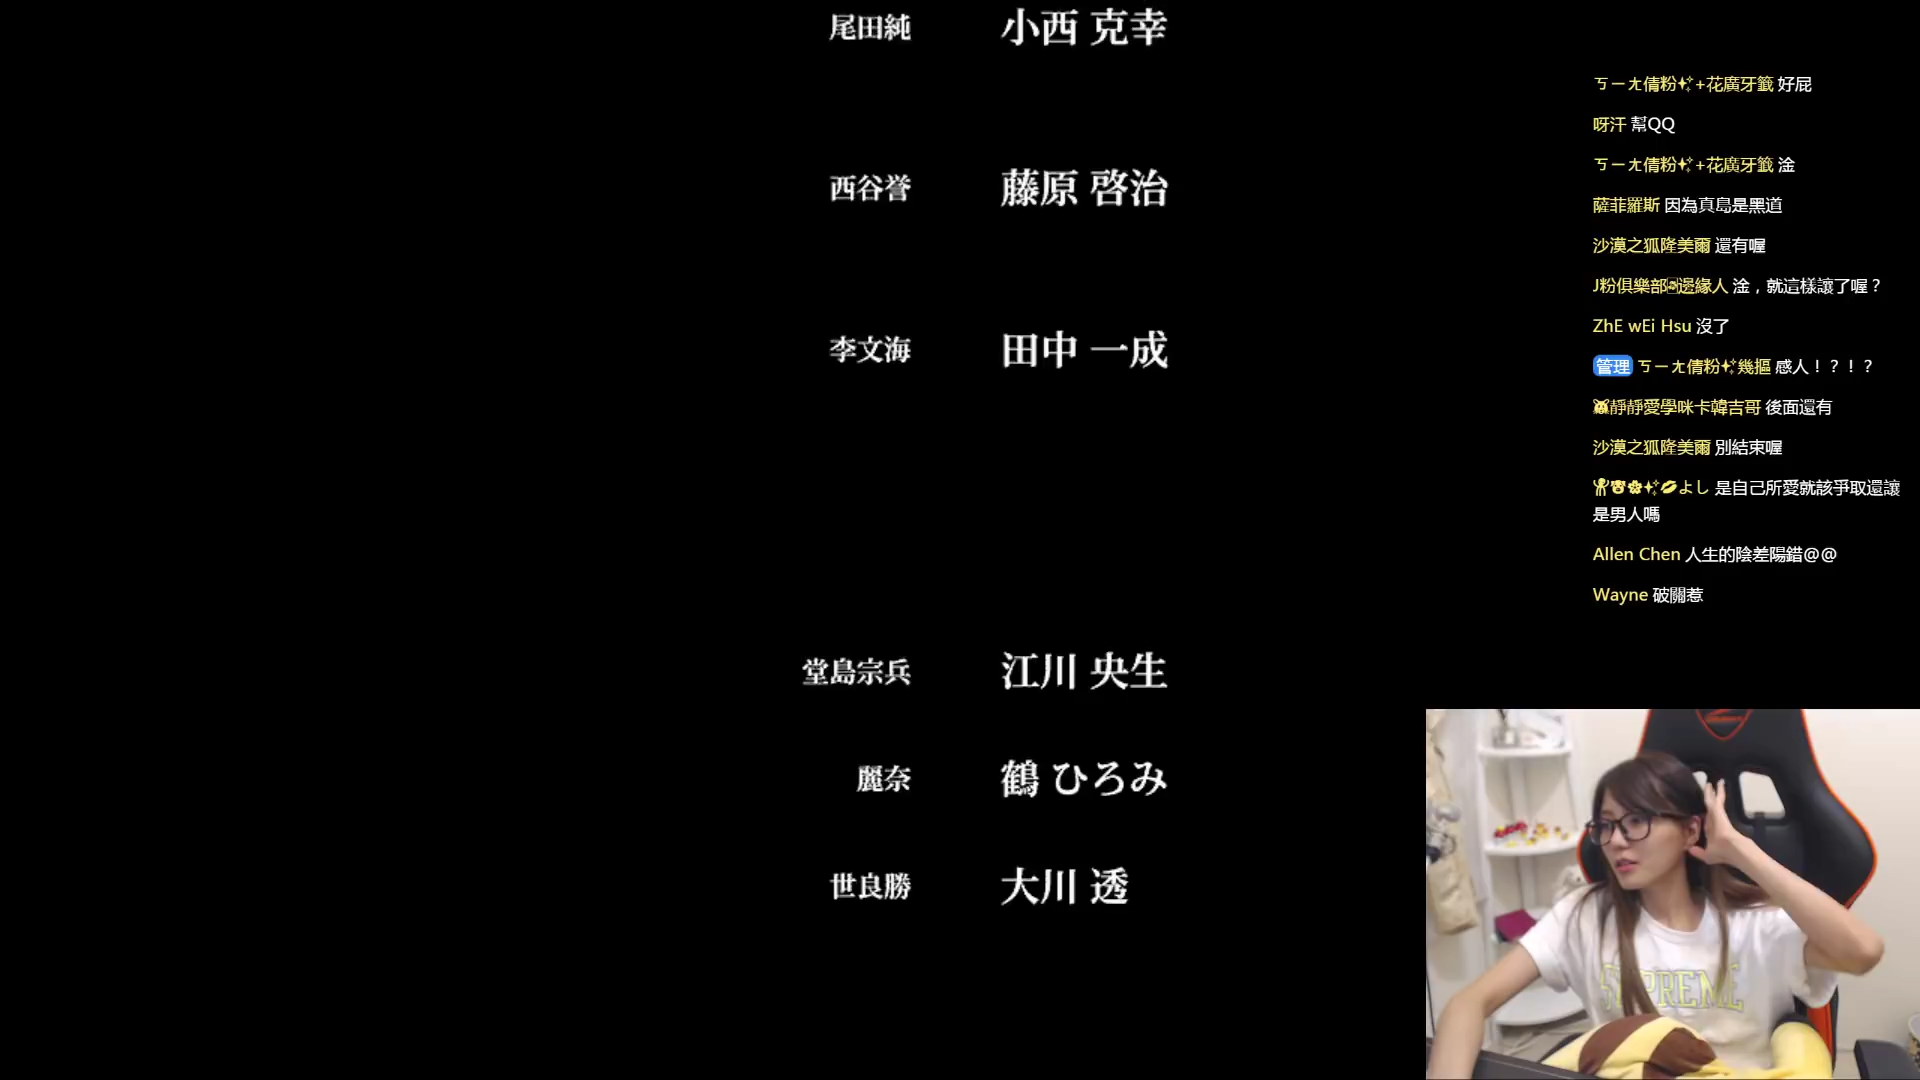 尾田純 小西 克幸
西谷誉 藤原 啓治
李文海 田中 一成
堂島宗兵 江川 央生
麗奈 鶴 ひろみ
世良勝 大川 透
ㄎㄧㄤ倩粉✨+花廣牙籤 好屁
呀汗 幫QQ
ㄎㄧㄤ倩粉✨+花廣牙籤 淦
薩菲羅斯 因為真島是黑道
沙漠之狐隆美爾 還有喔
J粉俱樂部🃏邊緣人 淦，就這樣讓了喔？
ZhE wEi Hsu 沒了
管理 ㄎㄧㄤ倩粉✨幾摳 感人！？！？
靜靜愛學咪卡韓吉哥 後面還有
沙漠之狐隆美爾 別結束喔
よし 是自己所愛就該爭取還讓
是男人嗎
Allen Chen 人生的陰差陽錯@@
Wayne 破關惹
SUPREME